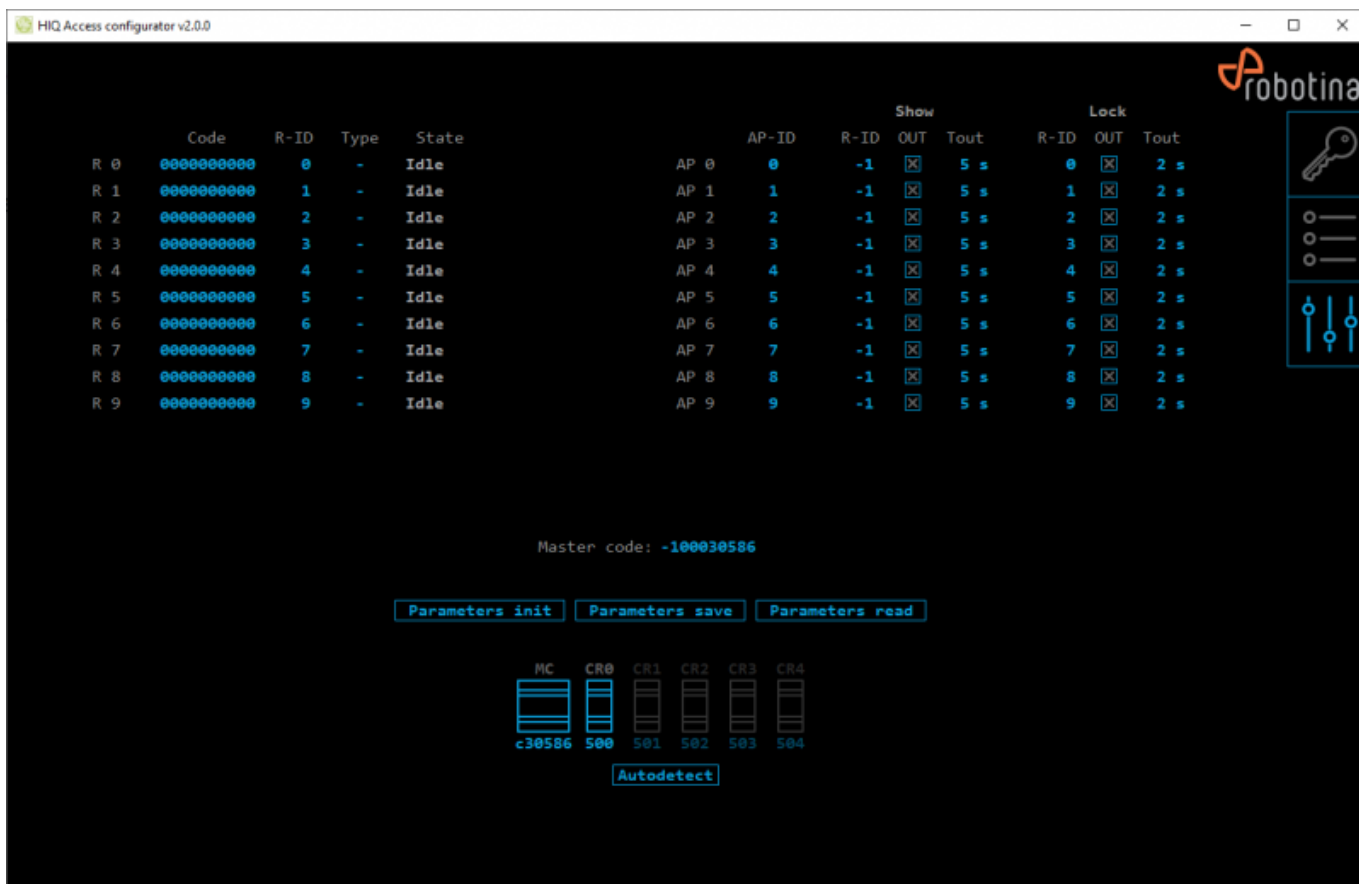 HIQ Access configurator v2.0.0
robotina
Show Lock
Code R-ID Type State AP-ID R-ID OUT Tout R-ID OUT Tout
R 0 0000000000 0 - Idle AP 0 0 -1 5 s 0 2 s
R 1 0000000000 1 - Idle AP 1 1 -1 5 s 1 2 s
R 2 0000000000 2 - Idle AP 2 2 -1 5 s 2 2 s
R 3 0000000000 3 - Idle AP 3 3 -1 5 s 3 2 s
R 4 0000000000 4 - Idle AP 4 4 -1 5 s 4 2 s
R 5 0000000000 5 - Idle AP 5 5 -1 5 s 5 2 s
R 6 0000000000 6 - Idle AP 6 6 -1 5 s 6 2 s
R 7 0000000000 7 - Idle AP 7 7 -1 5 s 7 2 s
R 8 0000000000 8 - Idle AP 8 8 -1 5 s 8 2 s
R 9 0000000000 9 - Idle AP 9 9 -1 5 s 9 2 s
Master code: -100030586
Parameters init Parameters save Parameters read
MC CR0 CR1 CR2 CR3 CR4
c30586 500 501 502 503 504
Autodetect